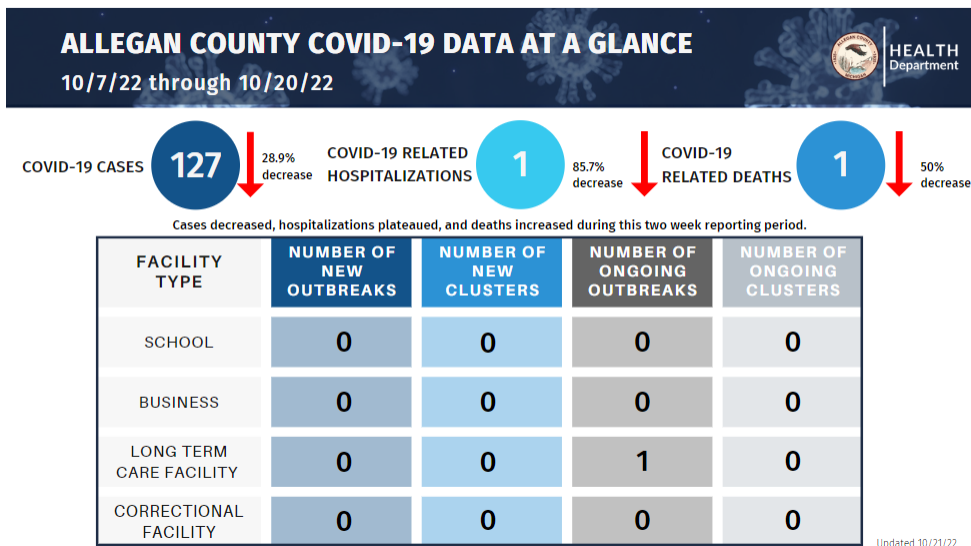 ALLEGAN COUNTY COVID-19 DATA AT A GLANCE
10/7/22 through 10/20/22
HEALTH
Department
COVID-19 CASES
127
28.9%
decrease
COVID-19 RELATED
HOSPITALIZATIONS
1
85.7%
decrease
COVID-19
RELATED DEATHS
1
50%
decrease
Cases decreased, hospitalizations plateaued, and deaths increased during this two week reporting period.
FACILITY
TYPE
NUMBER OF
NEW
OUTBREAKS
NUMBER OF
NEW
CLUSTERS
NUMBER OF
ONGOING
OUTBREAKS
NUMBER OF
ONGOING
CLUSTERS
SCHOOL
0 0 0 0
BUSINESS
0 0 0 0
LONG TERM
CARE FACILITY
0 0 1 0
CORRECTIONAL
FACILITY
0 0 0 0
Updated 10/21/22